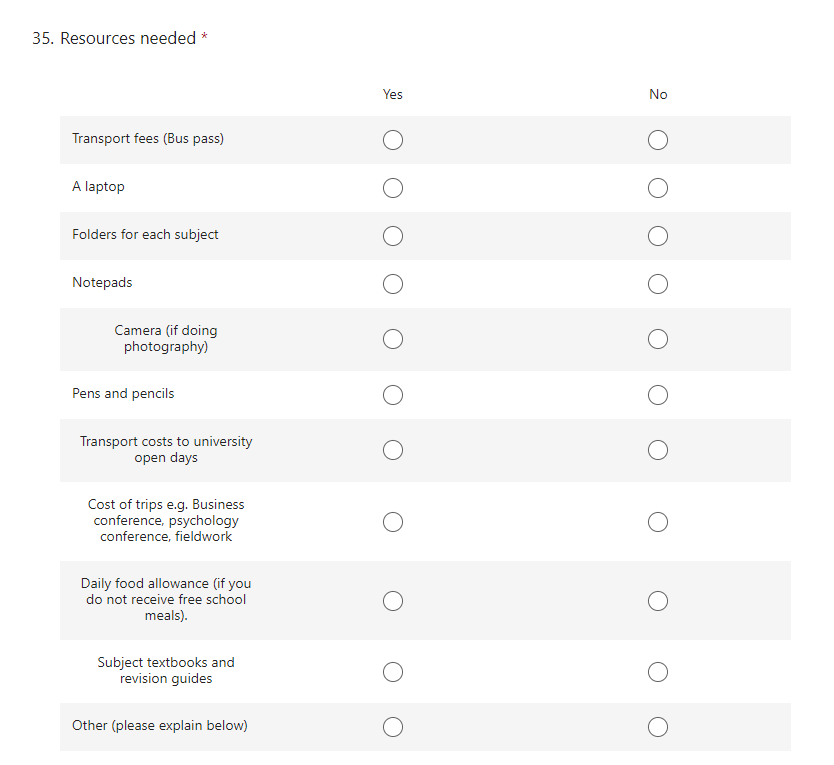 35. Resources needed *
Yes No
Transport fees (Bus pass)
A laptop
Folders for each subject
Notepads
Camera (if doing
photography)
Pens and pencils
Transport costs to university
open days
Cost of trips e.g. Business
conference, psychology
conference, fieldwork
Daily food allowance (if you
do not receive free school
meals).
Subject textbooks and
revision guides
Other (please explain below)